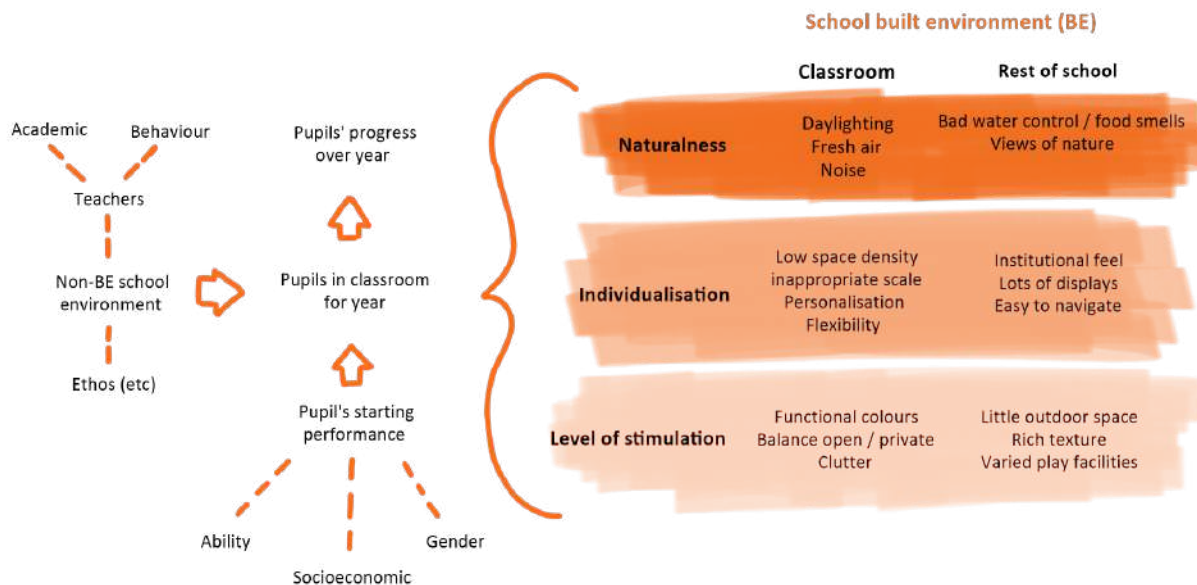 School built environment (BE)
Classroom
Rest of school
Academic
Behaviour
Teachers
Non-BE school
environment
Ethos (etc)
Pupils' progress
over year
Pupils in classroom
for year
Pupil's starting
performance
Ability
Gender
Socioeconomic
Naturalness
Daylighting
Fresh air
Noise
Bad water control / food smells
Views of nature
Individualisation
Low space density
inappropriate scale
Personalisation
Flexibility
Institutional feel
Lots of displays
Easy to navigate
Level of stimulation
Functional colours
Balance open / private
Clutter
Little outdoor space
Rich texture
Varied play facilities